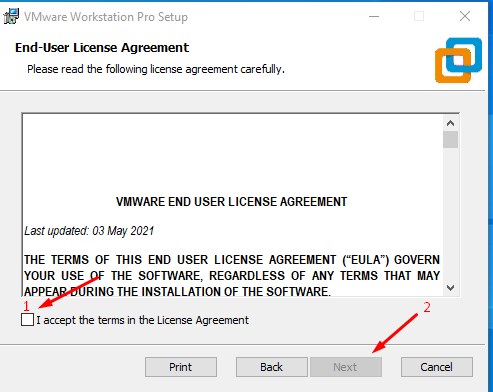 VMware Workstation Pro Setup
End-User License Agreement
Please read the following license agreement carefully.
VMWARE END USER LICENSE AGREEMENT
Last updated: 03 May 2021
THE TERMS OF THIS END USER LICENSE AGREEMENT (“EULA”) GOVERN
YOUR USE OF THE SOFTWARE, REGARDLESS OF ANY TERMS THAT MAY
APPEAR DURING THE INSTALLATION OF THE SOFTWARE.
1
2
I accept the terms in the License Agreement
Print Back Next Cancel